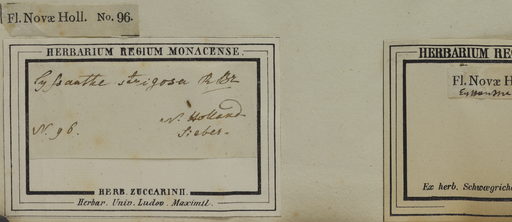 Fl. Novæ Holl. No. 96.
HERBARIUM REGIUM MONACENSE.
Lyssanthe strigosa R Br
N. Holland
N. 96.
Sieber.
HERB. ZUCCARINII.
Herbar. Univ. Ludov. Maximil.
HERBARIUM RE
Fl. Novæ H
Ex herb. Schwægrich